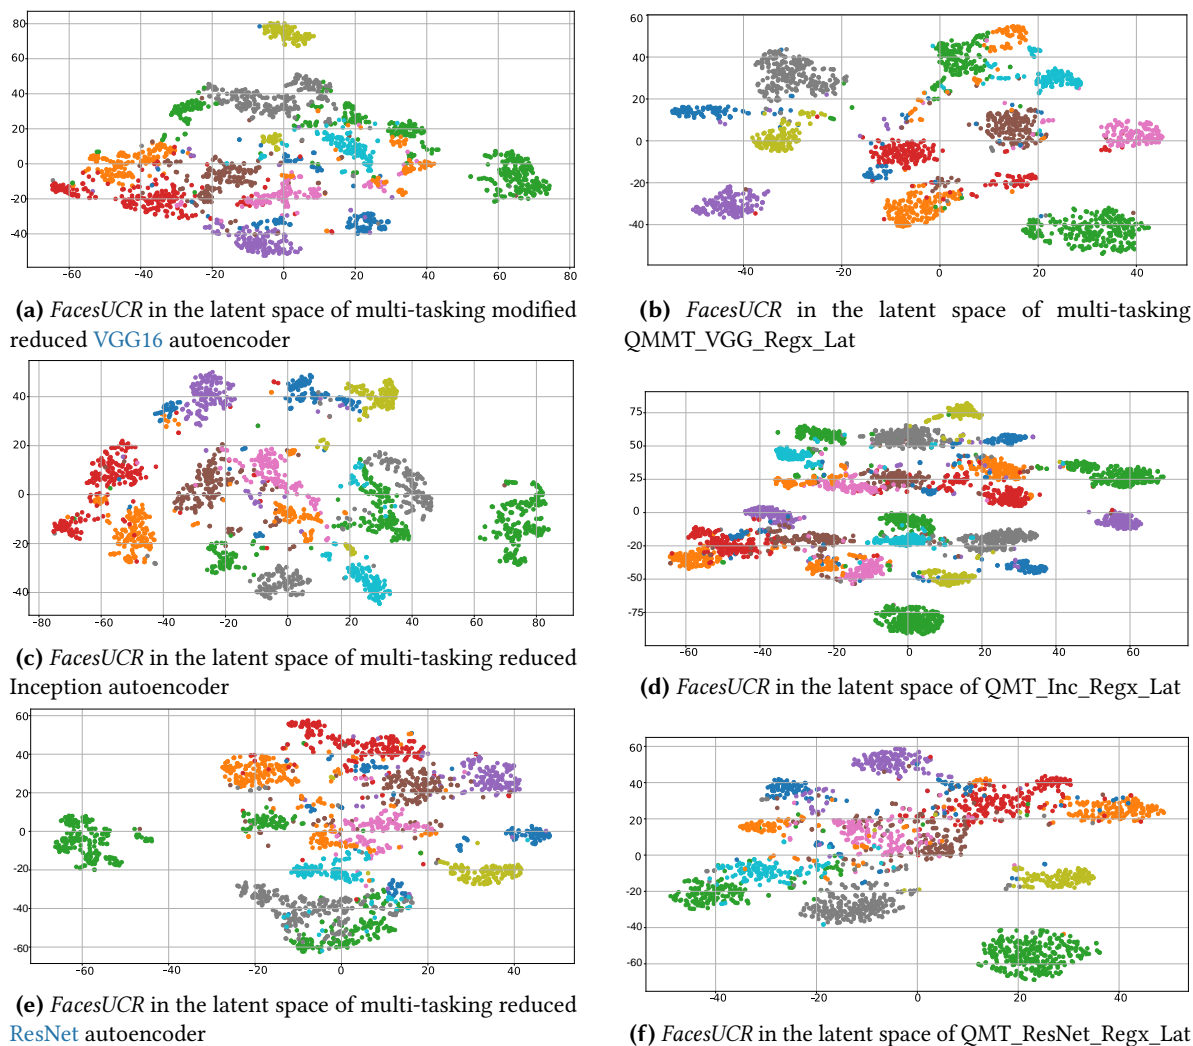 80
60
40
20
0
−20
−40
−60 −40 −20 0 20 40 60 80
(a) FacesUCR in the latent space of multi-tasking modified
reduced VGG16 autoencoder
60
40
20
0
−20
−40
−40 −20 0 20 40
(b) FacesUCR in the latent space of multi-tasking
QMMT_VGG_Regx_Lat
40
20
0
−20
−40
−80 −60 −40 −20 0 20 40 60 80
(c) FacesUCR in the latent space of multi-tasking reduced
Inception autoencoder
75
50
25
0
−25
−50
−75
−60 −40 −20 0 20 40 60
(d) FacesUCR in the latent space of QMT_Inc_Regx_Lat
60
40
20
0
−20
−40
−60
−60 −40 −20 0 20 40
(e) FacesUCR in the latent space of multi-tasking reduced
ResNet autoencoder
60
40
20
0
−20
−40
−60
−40 −20 0 20 40
(f) FacesUCR in the latent space of QMT_ResNet_Regx_Lat